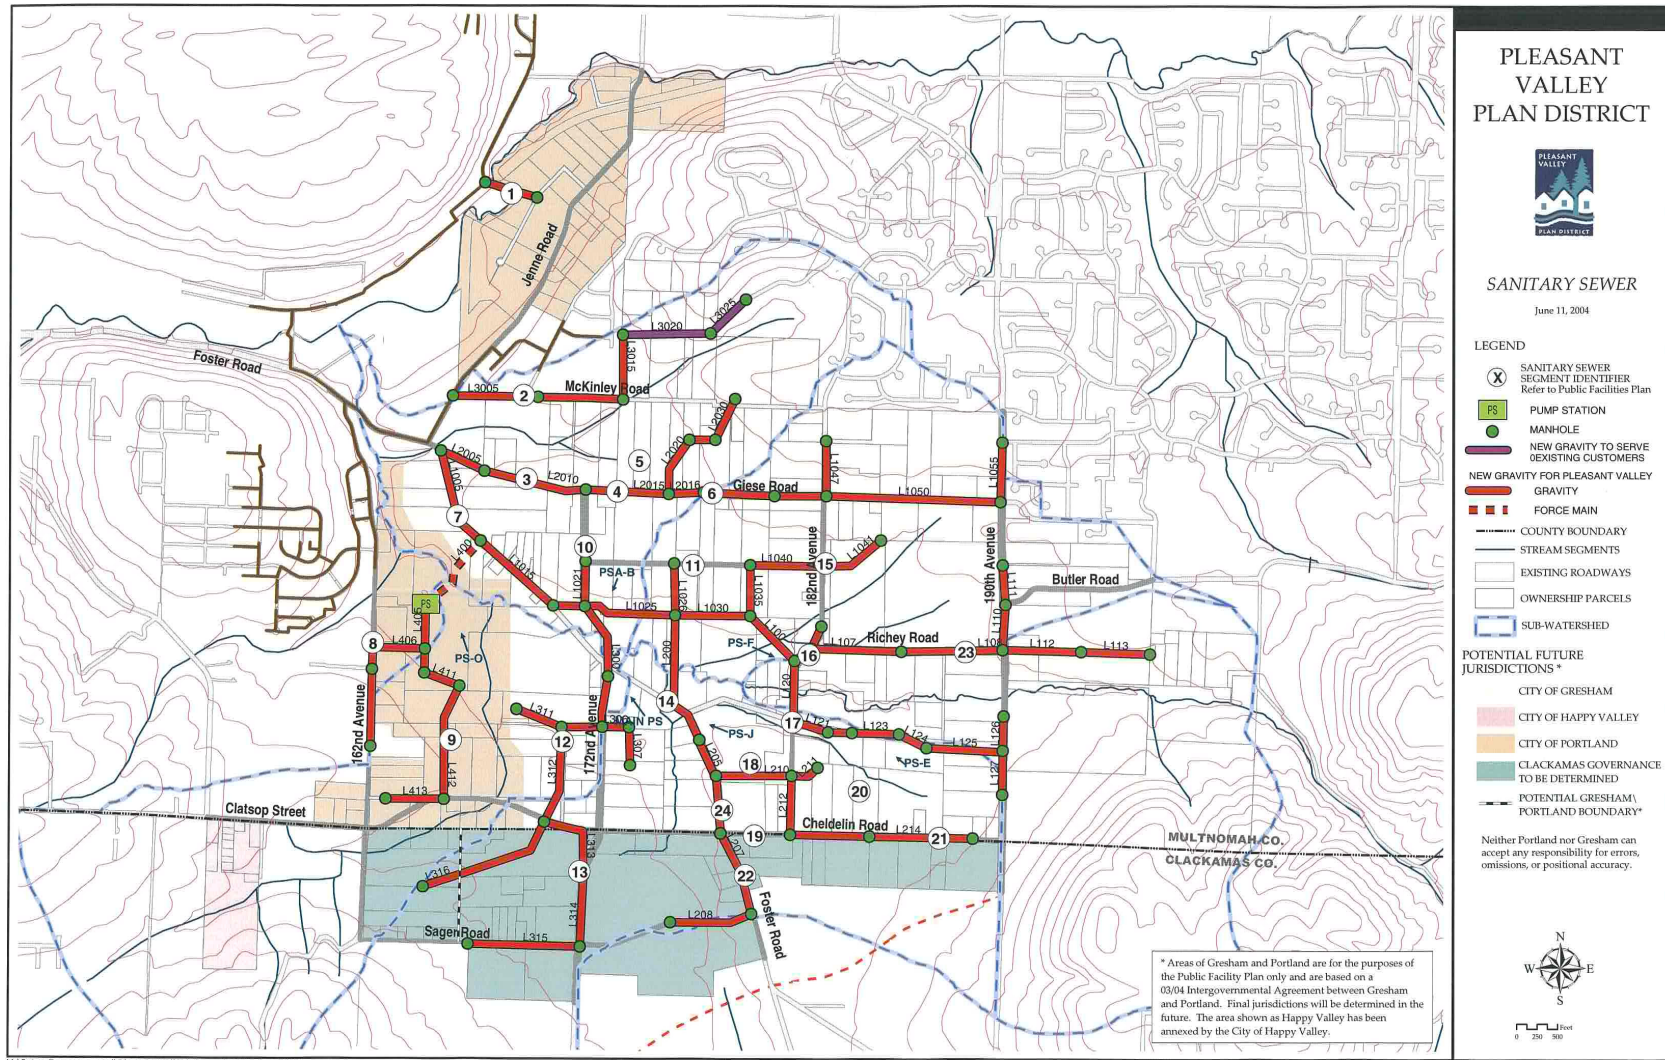 PLEASANT
VALLEY
PLAN DISTRICT
PLEASANT
VALLEY
PLAN DISTRICT
SANITARY SEWER
June 11, 2004
LEGEND
X
SANITARY SEWER
SEGMENT IDENTIFIER
Refer to Public Facilities Plan
PS
PUMP STATION
MANHOLE
NEW GRAVITY TO SERVE
0EXISTING CUSTOMERS
NEW GRAVITY FOR PLEASANT VALLEY
GRAVITY
FORCE MAIN
COUNTY BOUNDARY
STREAM SEGMENTS
EXISTING ROADWAYS
OWNERSHIP PARCELS
SUB-WATERSHED
POTENTIAL FUTURE
JURISDICTIONS *
CITY OF GRESHAM
CITY OF HAPPY VALLEY
CITY OF PORTLAND
CLACKAMAS GOVERNANCE
TO BE DETERMINED
POTENTIAL GRESHAM\
PORTLAND BOUNDARY*
Neither Portland nor Gresham can
accept any responsibility for errors,
omissions, or positional accuracy.
N
W
E
S
Feet
0 250 500
* Areas of Gresham and Portland are for the purposes of
the Public Facility Plan only and are based on a
03/04 Intergovernmental Agreement between Gresham
and Portland. Final jurisdictions will be determined in the
future. The area shown as Happy Valley has been
annexed by the City of Happy Valley.
1
Jenne Road
Foster Road
L3025
L3020
L3015
L3005
2
McKinley Road
L2030
L2020
5
L2005
L1005
3
L2010
4
L2015
L2016
6
Giese Road
L1047
L1050
L1055
7
L400
L1015
10
L1021
PSA-B
11
L1026
L1025
L1030
L1035
L1040
15
L1041
182nd Avenue
190th Avenue
L111
L110
Butler Road
PS
L405
8
L406
L411
PS-O
162nd Avenue
9
L412
L413
L300
L200
PS-F
16
L107
Richey Road
23
L112
L113
L311
12
L312
172nd Avenue
L307
14
PS-J
L205
17
L121
L123
L124
L125
PS-E
L126
L127
18
L210
L212
20
24
19
Cheldelin Road
L214
21
Clatsop Street
MULTNOMAH CO.
CLACKAMAS CO.
L207
22
L313
13
L314
L316
Sager Road
L315
L208
Foster Road